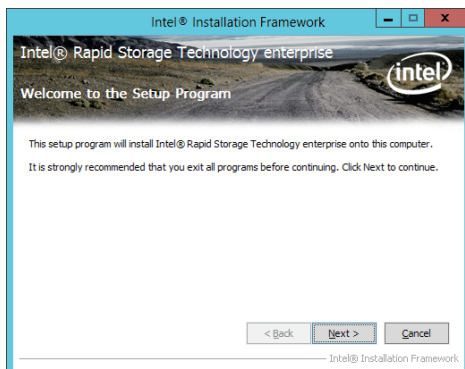 Intel® Installation Framework
Intel® Rapid Storage Technology enterprise
intel
Welcome to the Setup Program
This setup program will install Intel® Rapid Storage Technology enterprise onto this computer.
It is strongly recommended that you exit all programs before continuing. Click Next to continue.
< Back Next > Cancel
Intel® Installation Framework